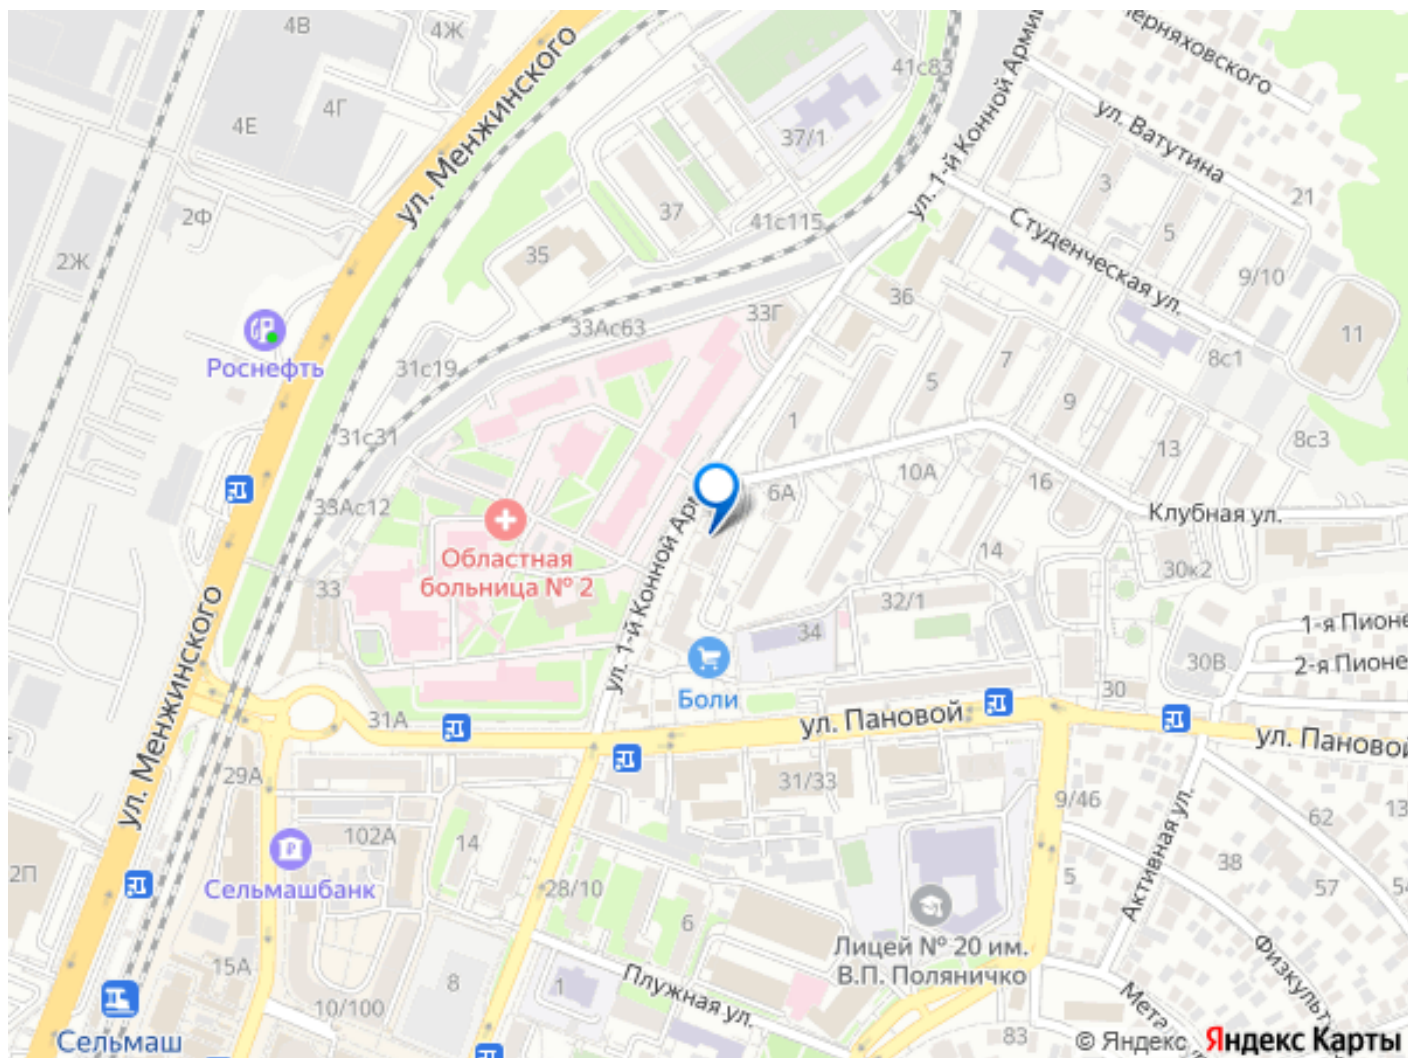 4В
4Ж
ул. Менжинского
41с83
ул. 1-й Конной Арми
ерняховского
4Г
4Е
37/1
ул. Ватутина
3
21
2Ф
37
41с115
Студенческая ул.
5
2Ж
35
9/10
36
33Г
33Ас63
11
Роснефть
31с19
7
8с1
5
9
1
31с31
13
8с3
10А
16
6А
33Ас12
Клубная ул.
Областная
больница № 2
ул. 1-й Конной Арм
14
30к2
33
32/1
34
1-я Пионе
2-я Пионе
30В
ул. Менжинского
Боли
30
31А
ул. Пановой
ул. Пановой
29А
31/33
9/46
62
13
102А
14
Активная ул.
38
2П
Сельмашбанк
28/10
5
57
54
6
Лицей № 20 им.
В.П. Поляничко
Физкульт
15А
8
1
Плужная ул.
Мета
10/100
83
Сельмаш
© Яндекс Яндекс Карты